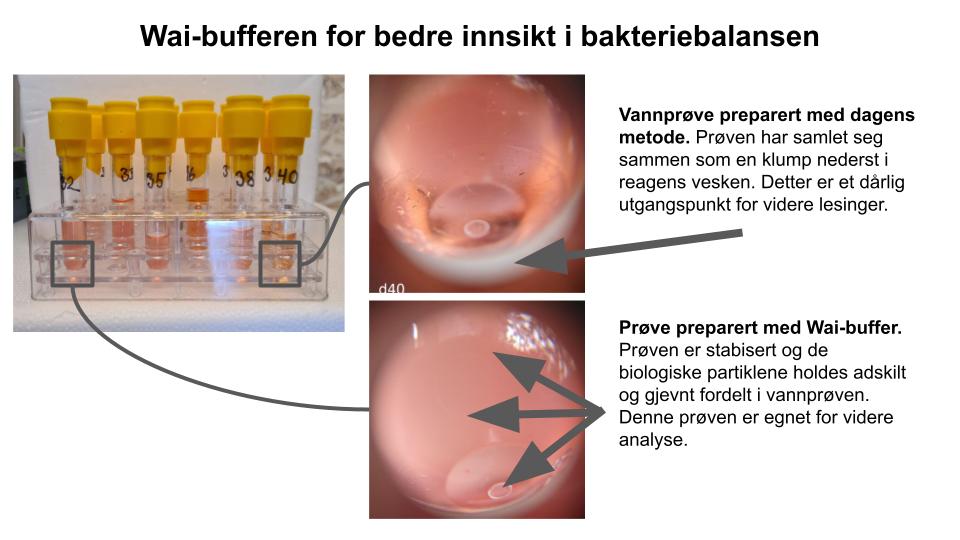 Wai-bufferen for bedre innsikt i bakteriebalansen
32
33
35
36
38
3
40
d40
Vannprøve preparert med dagens
metode. Prøven har samlet seg
sammen som en klump nederst i
reagens vesken. Detter er et dårlig
utgangspunkt for videre lesinger.
Prøve preparert med Wai-buffer.
Prøven er stabisert og de
biologiske partiklene holdes adskilt
og gjevnt fordelt i vannprøven.
Denne prøven er egnet for videre
analyse.